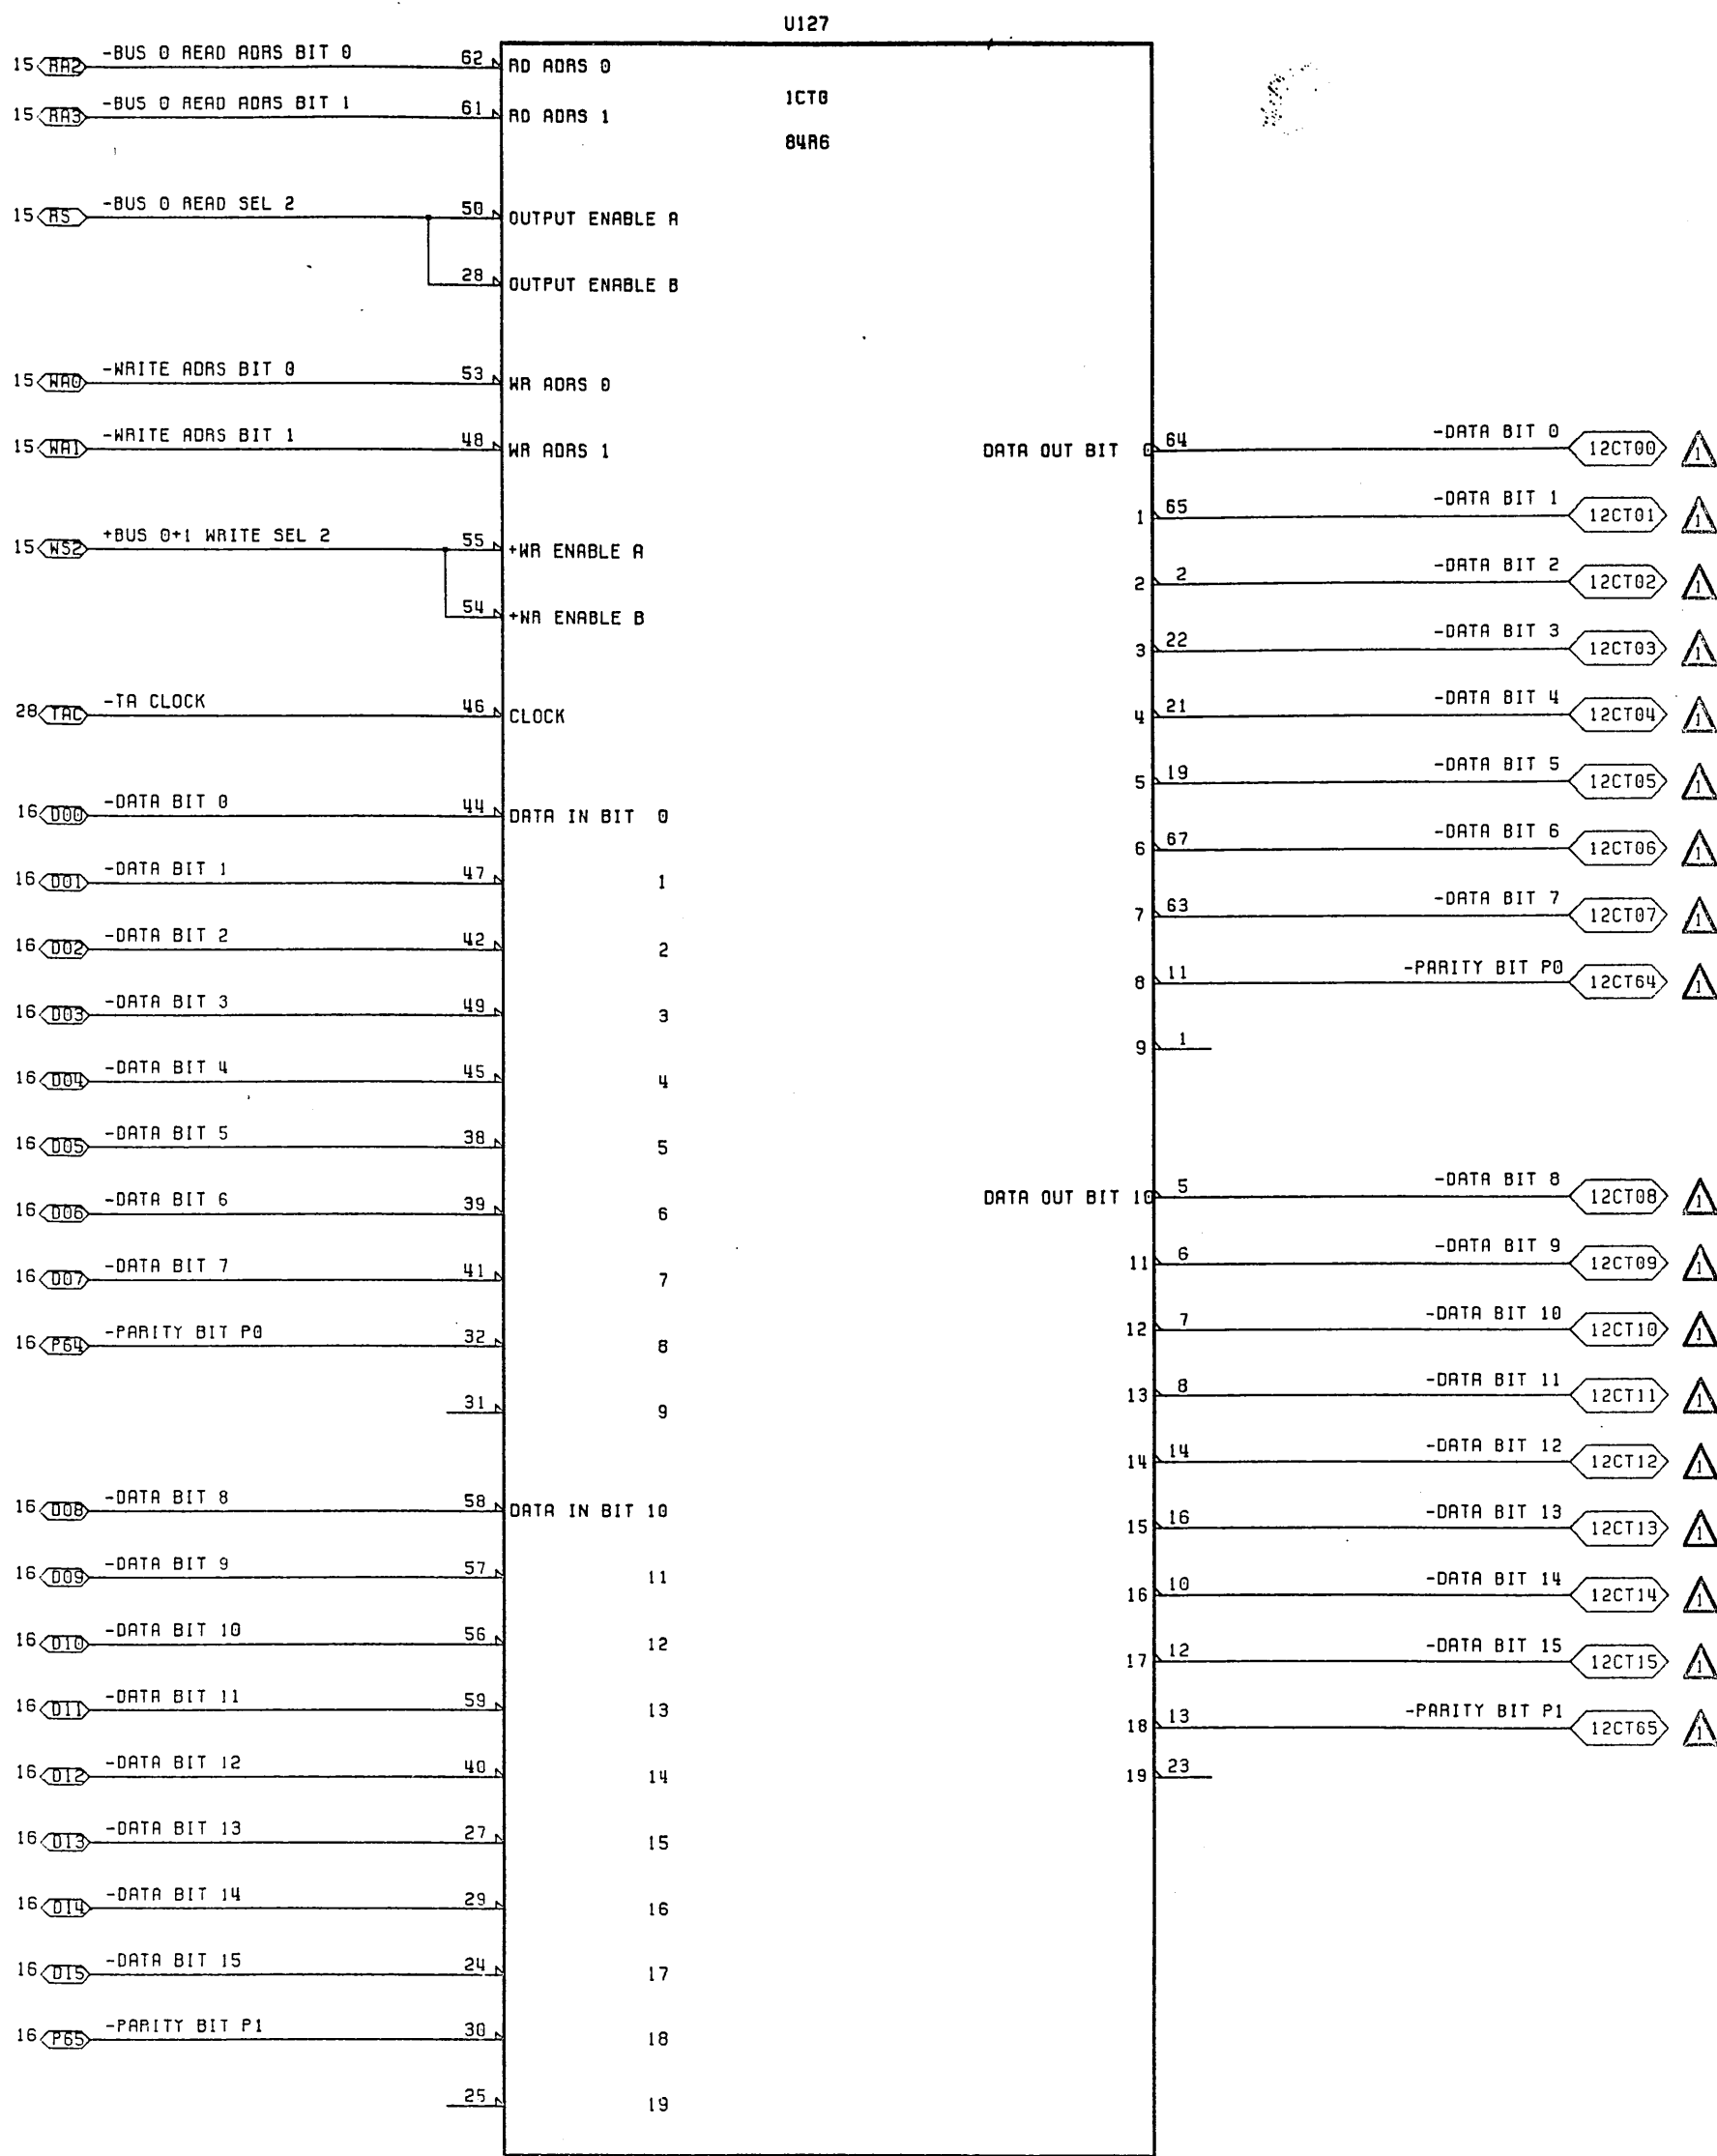 U127
1CT0
84R6
15 RA2 -BUS 0 READ ADRS BIT 0 62 RD ADRS 0
15 RA3 -BUS 0 READ ADRS BIT 1 61 RD ADRS 1
15 RS -BUS 0 READ SEL 2 50 OUTPUT ENABLE A
28 OUTPUT ENABLE B
15 WA0 -WRITE ADRS BIT 0 53 WR ADRS 0
15 WA1 -WRITE ADRS BIT 1 48 WR ADRS 1
15 WS2 +BUS 0+1 WRITE SEL 2 55 +WR ENABLE A
54 +WR ENABLE B
28 TAC -TA CLOCK 46 CLOCK
16 D00 -DATA BIT 0 44 DATA IN BIT 0
16 D01 -DATA BIT 1 47 1
16 D02 -DATA BIT 2 42 2
16 D03 -DATA BIT 3 49 3
16 D04 -DATA BIT 4 45 4
16 D05 -DATA BIT 5 38 5
16 D06 -DATA BIT 6 39 6
16 D07 -DATA BIT 7 41 7
16 P64 -PARITY BIT P0 32 8
31 9
16 D08 -DATA BIT 8 58 DATA IN BIT 10
16 D09 -DATA BIT 9 57 11
16 D10 -DATA BIT 10 56 12
16 D11 -DATA BIT 11 59 13
16 D12 -DATA BIT 12 40 14
16 D13 -DATA BIT 13 27 15
16 D14 -DATA BIT 14 29 16
16 D15 -DATA BIT 15 24 17
16 P65 -PARITY BIT P1 30 18
25 19
DATA OUT BIT 0 64 -DATA BIT 0 12CT00 1
1 65 -DATA BIT 1 12CT01 1
2 2 -DATA BIT 2 12CT02 1
3 22 -DATA BIT 3 12CT03 1
4 21 -DATA BIT 4 12CT04 1
5 19 -DATA BIT 5 12CT05 1
6 67 -DATA BIT 6 12CT06 1
7 63 -DATA BIT 7 12CT07 1
8 11 -PARITY BIT P0 12CT64 1
9 1
DATA OUT BIT 10 5 -DATA BIT 8 12CT08 1
11 6 -DATA BIT 9 12CT09 1
12 7 -DATA BIT 10 12CT10 1
13 8 -DATA BIT 11 12CT11 1
14 14 -DATA BIT 12 12CT12 1
15 16 -DATA BIT 13 12CT13 1
16 10 -DATA BIT 14 12CT14 1
17 12 -DATA BIT 15 12CT15 1
18 13 -PARITY BIT P1 12CT65 1
19 23